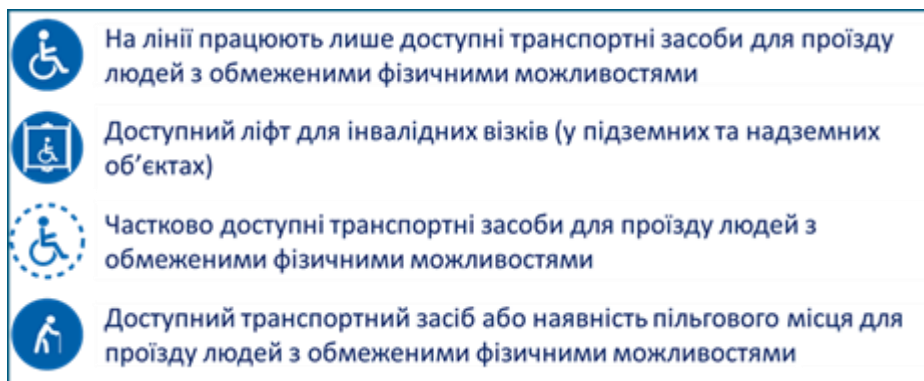 На лінії працюють лише доступні транспортні засоби для проїзду
людей з обмеженими фізичними можливостями
Доступний ліфт для інвалідних візків (у підземних та надземних
об’єктах)
Частково доступні транспортні засоби для проїзду людей з
обмеженими фізичними можливостями
Доступний транспортний засіб або наявність пільгового місця для
проїзду людей з обмеженими фізичними можливостями